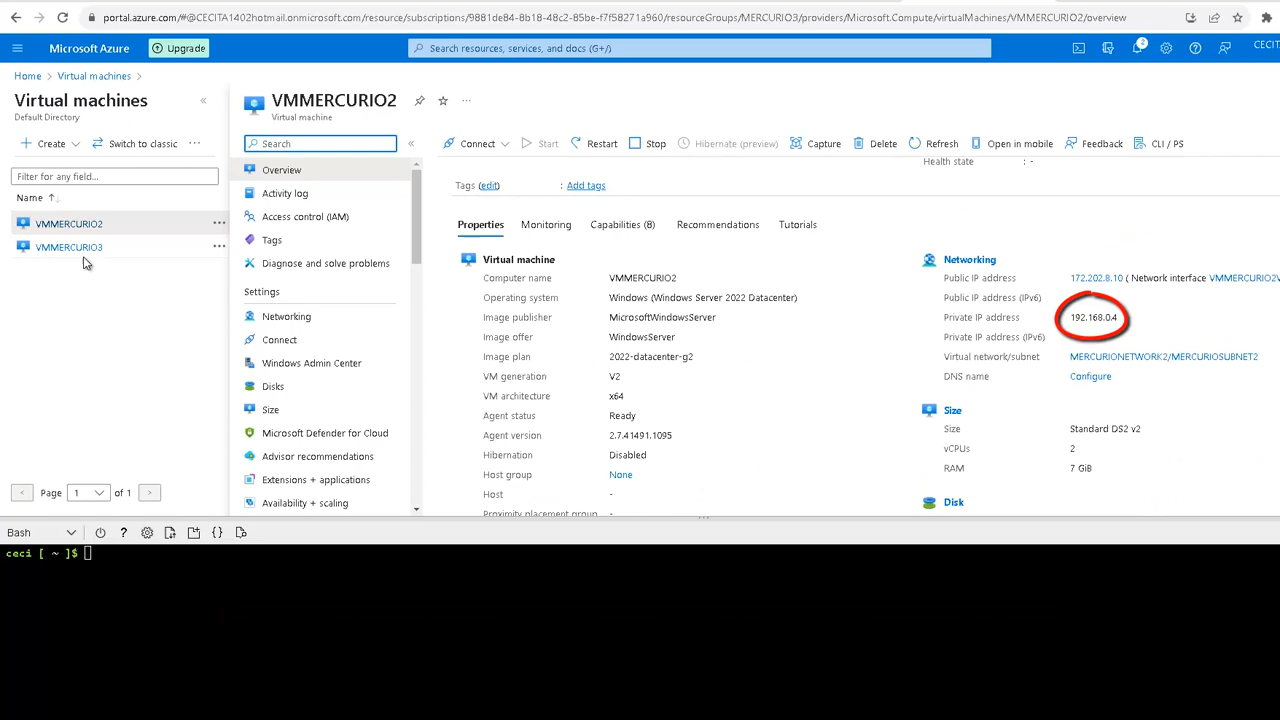 portal.azure.com/#@CECITA1402hotmail.onmicrosoft.com/resource/subscriptions/9881de84-8b18-48c2-85be-f7f58271a960/resourceGroups/MERCURIO3/providers/Microsoft.Compute/virtualMachines/VMMERCURIO2/overview
Microsoft Azure
Upgrade
Search resources, services, and docs (G+/)
2
CECITA
Home > Virtual machines >
Virtual machines
Default Directory
Create
Switch to classic
Filter for any field...
Name
VMMERCURIO2
VMMERCURIO3
Page 1 of 1
VMMERCURIO2
Virtual machine
Search
Overview
Activity log
Access control (IAM)
Tags
Diagnose and solve problems
Settings
Networking
Connect
Windows Admin Center
Disks
Size
Microsoft Defender for Cloud
Advisor recommendations
Extensions + applications
Availability + scaling
Connect Start Restart Stop Hibernate (preview) Capture Delete Refresh Open in mobile Feedback CLI / PS
Health state : -
Tags (edit) : Add tags
Properties Monitoring Capabilities (8) Recommendations Tutorials
Virtual machine
Computer name VMMERCURIO2
Operating system Windows (Windows Server 2022 Datacenter)
Image publisher MicrosoftWindowsServer
Image offer WindowsServer
Image plan 2022-datacenter-g2
VM generation V2
VM architecture x64
Agent status Ready
Agent version 2.7.41491.1095
Hibernation Disabled
Host group None
Host -
Proximity placement group -
Networking
Public IP address 172.202.8.10 ( Network interface VMMERCURIO2V
Public IP address (IPv6) -
Private IP address 192.168.0.4
Private IP address (IPv6) -
Virtual network/subnet MERCURIONETWORK2/MERCURIOSUBNET2
DNS name Configure
Size
Size Standard DS2 v2
vCPUs 2
RAM 7 GiB
Disk
Bash
ceci [ ~ ]$